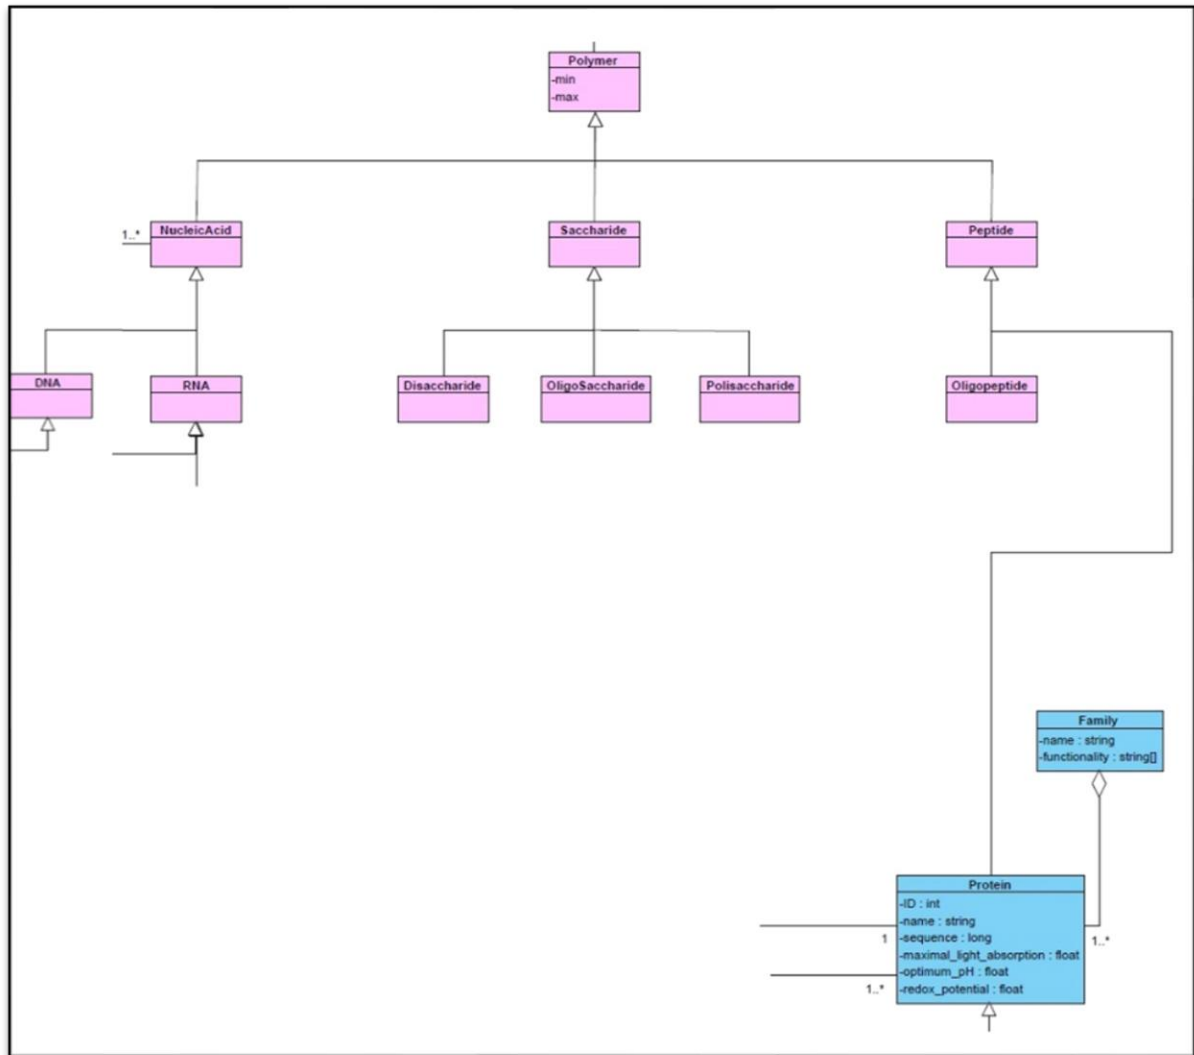 Polymer
-min
-max
1..*
NucleicAcid
Saccharide
Peptide
DNA
RNA
Disaccharide
OligoSaccharide
Polisaccharide
Oligopeptide
Family
-name : string
-functionality : string[]
Protein
-ID : int
-name : string
-sequence : long
-maximal_light_absorption : float
-optimum_pH : float
-redox_potential : float
1
1..*
1..*